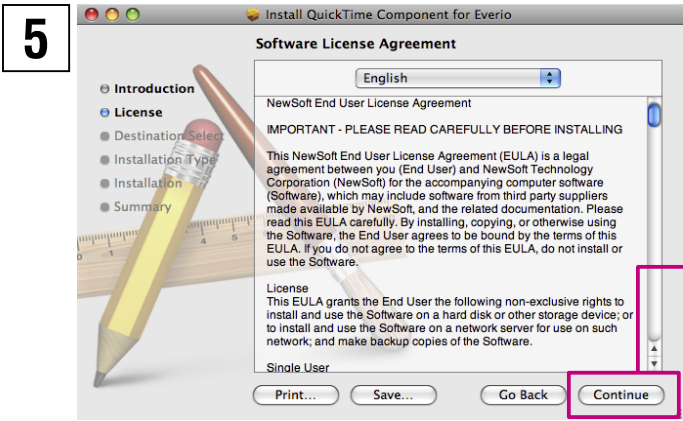 5
Install QuickTime Component for Everio
Software License Agreement
Introduction
License
Destination Select
Installation Type
Installation
Summary
English
NewSoft End User License Agreement
IMPORTANT - PLEASE READ CAREFULLY BEFORE INSTALLING
This NewSoft End User License Agreement (EULA) is a legal
agreement between you (End User) and NewSoft Technology
Corporation (NewSoft) for the accompanying computer software
(Software), which may include software from third party suppliers
made available by NewSoft, and the related documentation. Please
read this EULA carefully. By installing, copying, or otherwise using
the Software, the End User agrees to be bound by the terms of this
EULA. If you do not agree to the terms of this EULA, do not install or
use the Software.
License
This EULA grants the End User the following non-exclusive rights to
install and use the Software on a hard disk or other storage device; or
to install and use the Software on a network server for use on such
network; and make backup copies of the Software.
Single User
0 1 4 5
Print... Save... Go Back Continue